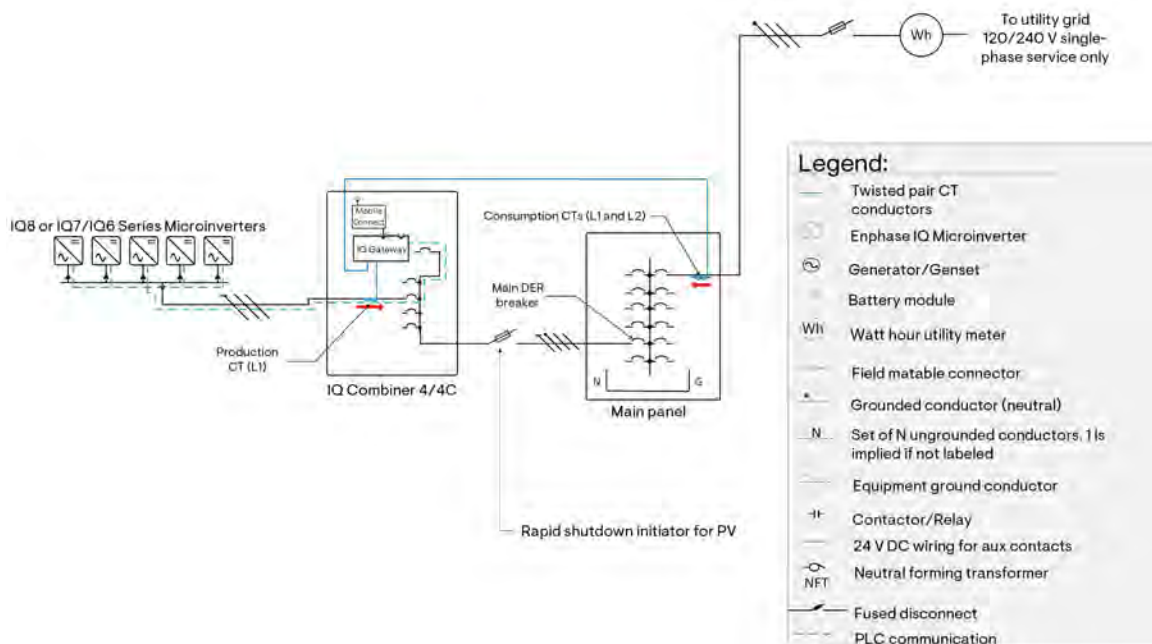 To utility grid
120/240 V single-
phase service only
Wh
IQ8 or IQ7/IQ6 Series Microinverters
Mobile
Connect
IQ Gateway
Production
CT (L1)
IQ Combiner 4/4C
Consumption CTs (L1 and L2)
Main DER
breaker
N
G
Main panel
Rapid shutdown initiator for PV
Legend:
Twisted pair CT
conductors
Enphase IQ Microinverter
Generator/Genset
Battery module
Wh Watt hour utility meter
Field matable connector
Grounded conductor (neutral)
N Set of N ungrounded conductors. 1 is
implied if not labeled
Equipment ground conductor
Contactor/Relay
24 V DC wiring for aux contacts
NFT Neutral forming transformer
Fused disconnect
PLC communication